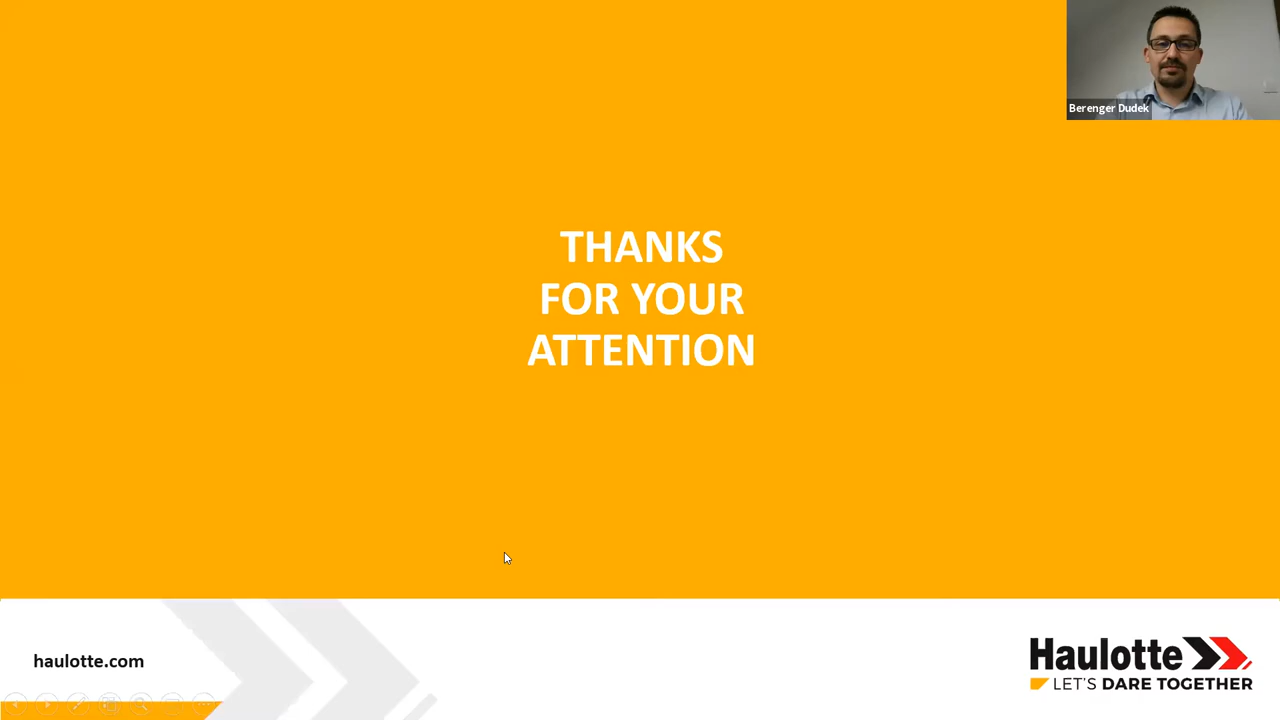 Berenger Dudek
THANKS
FOR YOUR
ATTENTION
haulotte.com
Haulotte
LET'S DARE TOGETHER